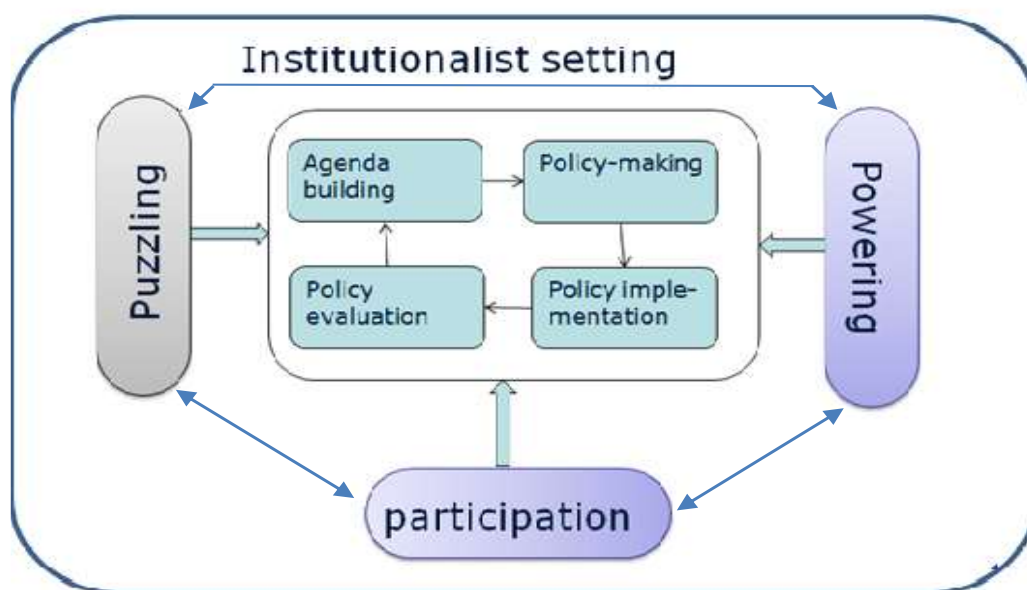 Institutionalist setting
Puzzling
Agenda
building
Policy-making
Policy
evaluation
Policy imple-
mentation
Powering
participation